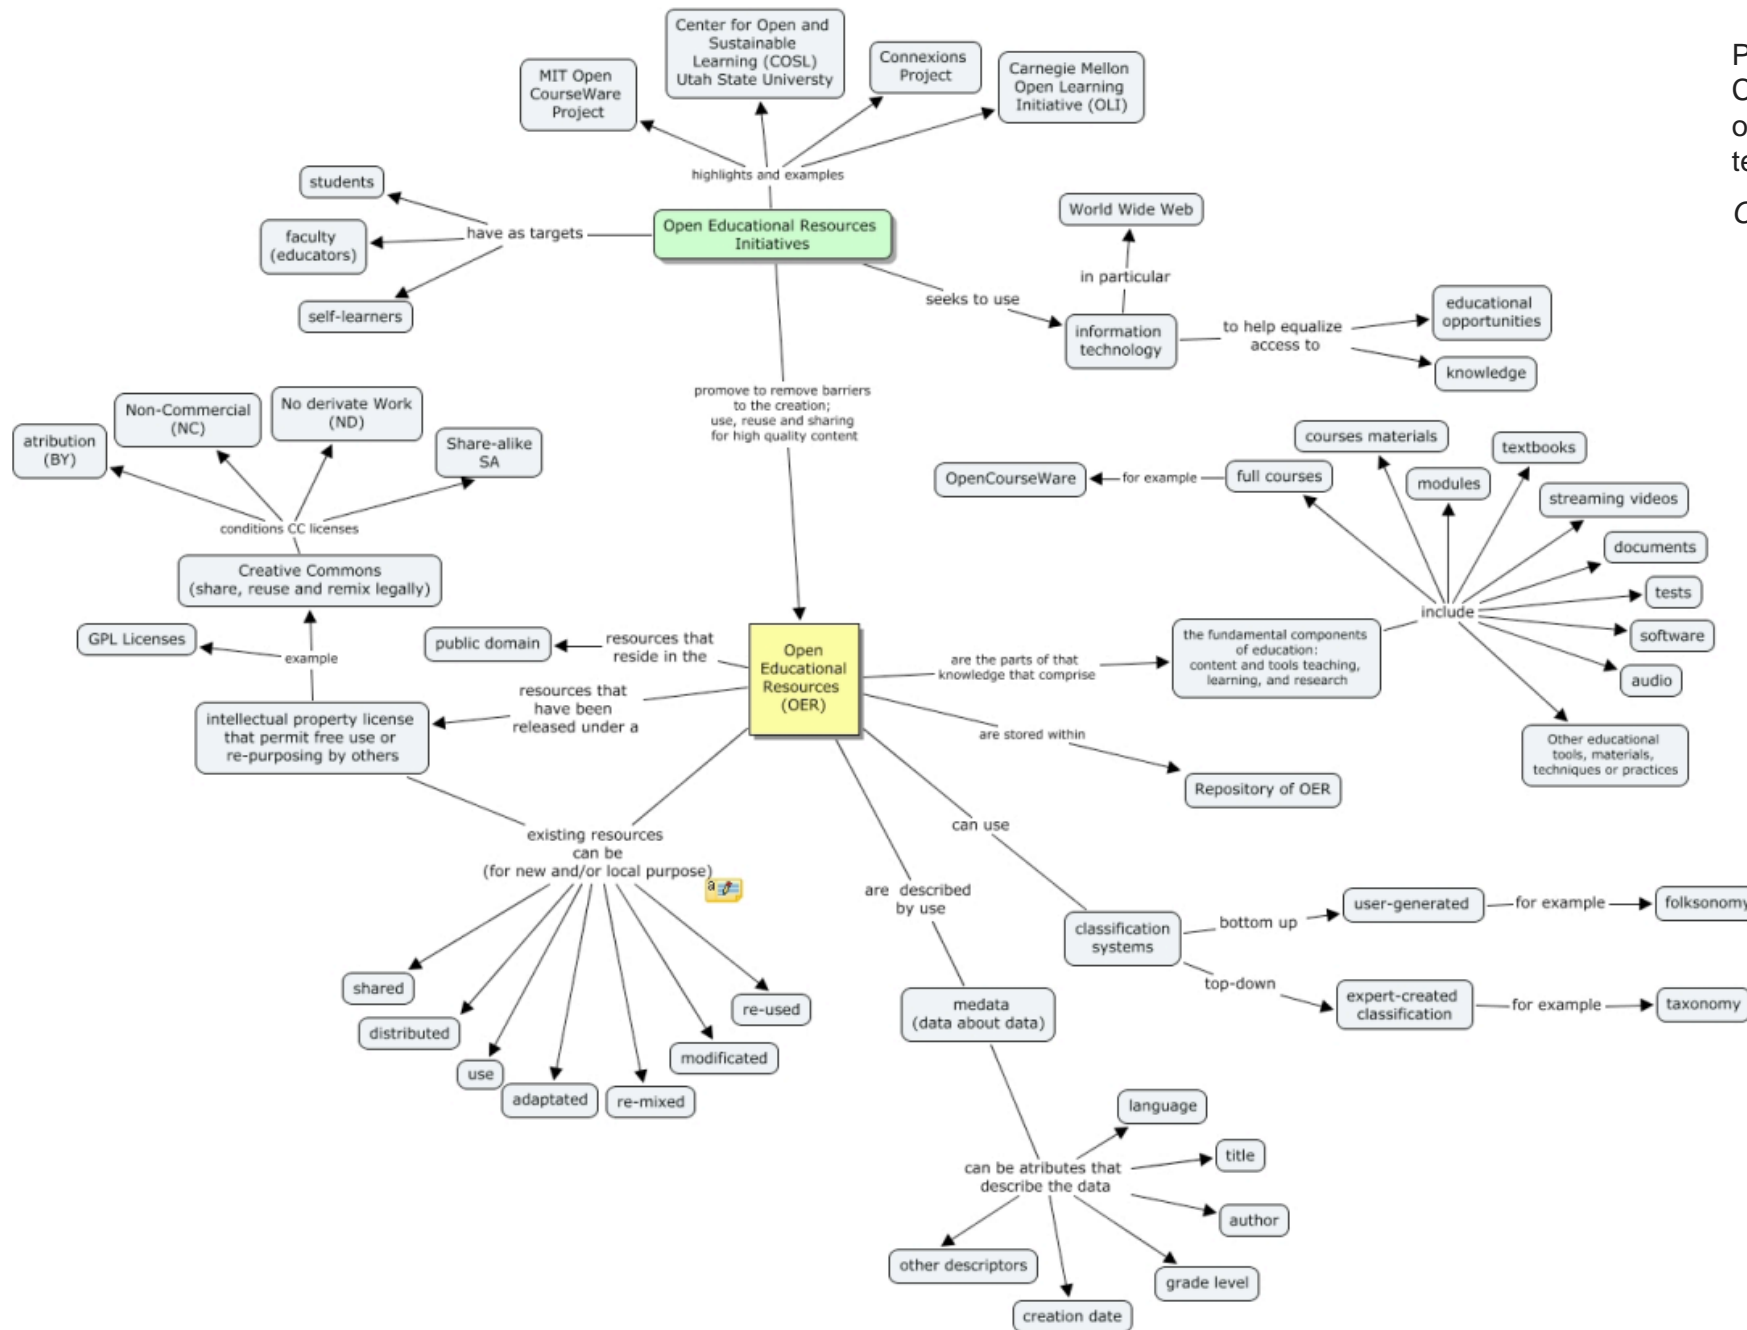 Center for Open and
Sustainable
Learning (COSL)
Utah State Universty
MIT Open
CourseWare
Project
Connexions
Project
Carnegie Mellon
Open Learning
Initiative (OLI)
highlights and examples
students
faculty
(educators)
self-learners
have as targets
Open Educational Resources
Initiatives
World Wide Web
in particular
seeks to use
information
technology
to help equalize
access to
educational
opportunities
knowledge
promove to remove barriers
to the creation;
use, reuse and sharing
for high quality content
atribution
(BY)
Non-Commercial
(NC)
No derivate Work
(ND)
Share-alike
SA
conditions CC licenses
Creative Commons
(share, reuse and remix legally)
GPL Licenses
example
public domain
resources that
reside in the
resources that
have been
released under a
intellectual property license
that permit free use or
re-purposing by others
Open
Educational
Resources
(OER)
are the parts of that
knowledge that comprise
the fundamental components
of education:
content and tools teaching,
learning, and research
include
OpenCourseWare
for example
full courses
courses materials
modules
textbooks
streaming videos
documents
tests
software
audio
Other educational
tools, materials,
techniques or practices
are stored within
Repository of OER
can use
classification
systems
bottom up
user-generated
for example
folksonomy
top-down
expert-created
classification
for example
taxonomy
existing resources
can be
(for new and/or local purpose)
a
shared
distributed
use
adaptated
re-mixed
modificated
re-used
are described
by use
medata
(data about data)
can be atributes that
describe the data
language
title
author
grade level
creation date
other descriptors